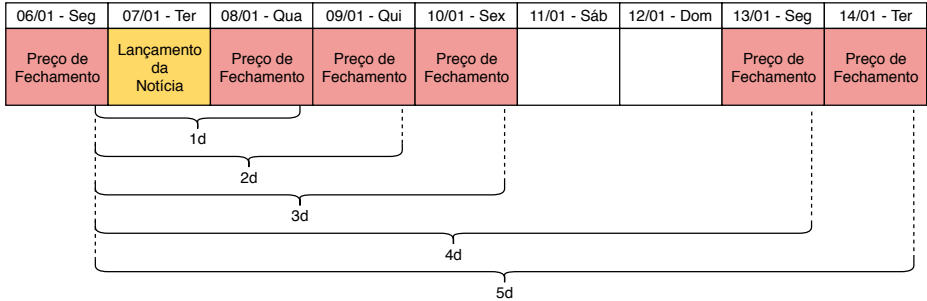 06/01 - Seg
07/01 - Ter
08/01 - Qua
09/01 - Qui
10/01 - Sex
11/01 - Sáb
12/01 - Dom
13/01 - Seg
14/01 - Ter
Preço de
Fechamento
Lançamento
da
Notícia
Preço de
Fechamento
Preço de
Fechamento
Preço de
Fechamento
Preço de
Fechamento
Preço de
Fechamento
1d
2d
3d
4d
5d